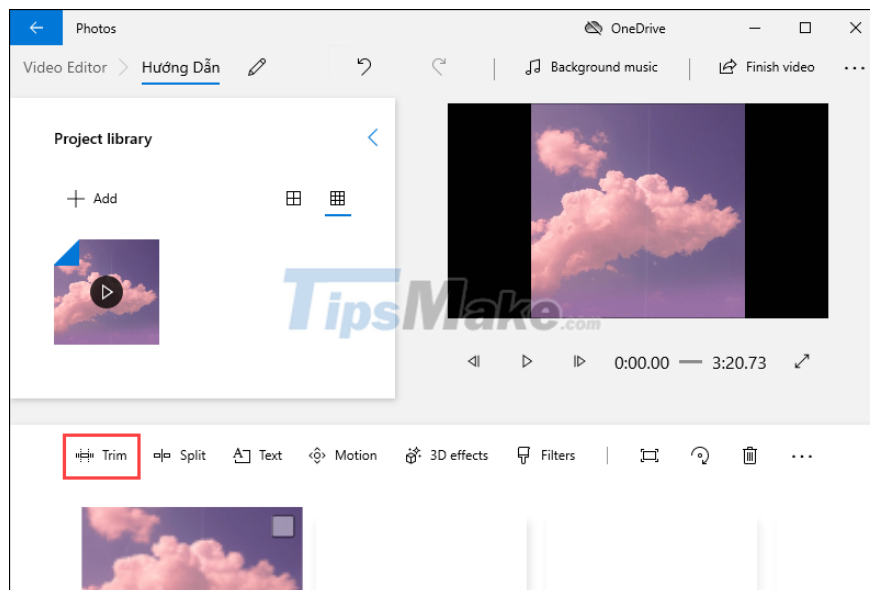 Photos
OneDrive
Video Editor
Hướng Dẫn
Background music
Finish video
Project library
Add
TipsMake.com
0:00.00
3:20.73
Trim
Split
Text
Motion
3D effects
Filters